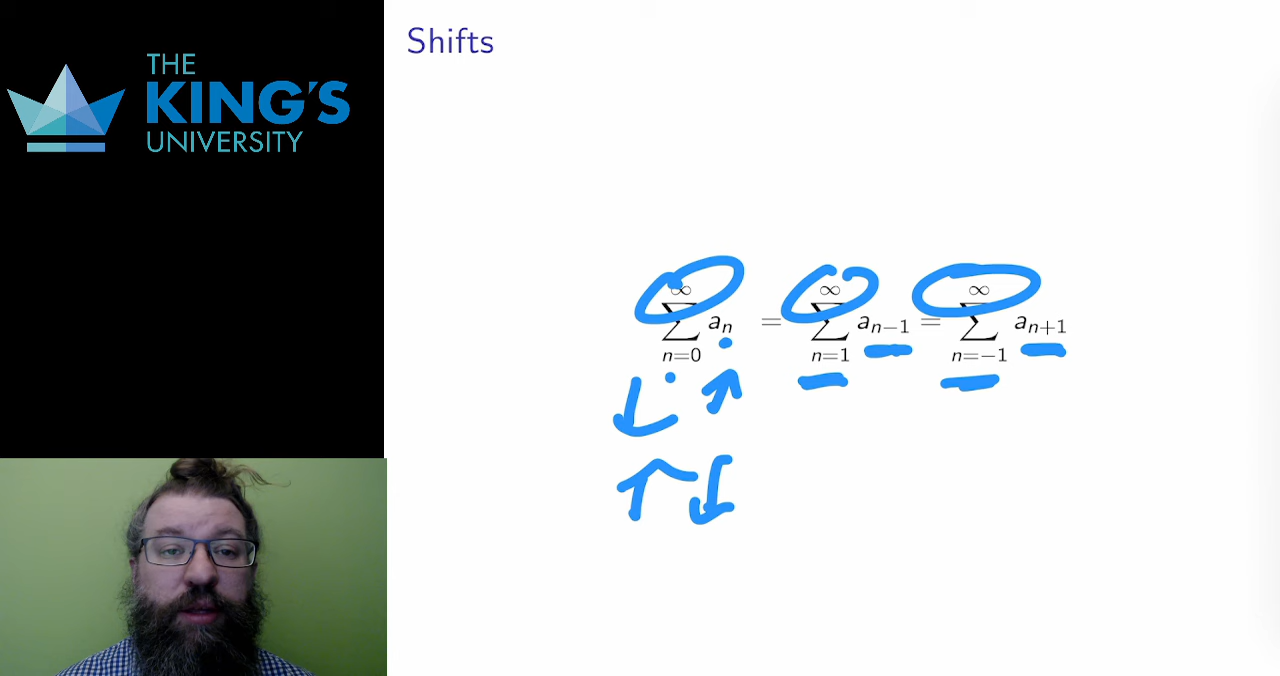 THE
KING'S
UNIVERSITY
Shifts
∞ ∞ ∞
∑ aₙ = ∑ aₙ₋₁ = ∑ aₙ₊₁
n=0 n=1 n=−1